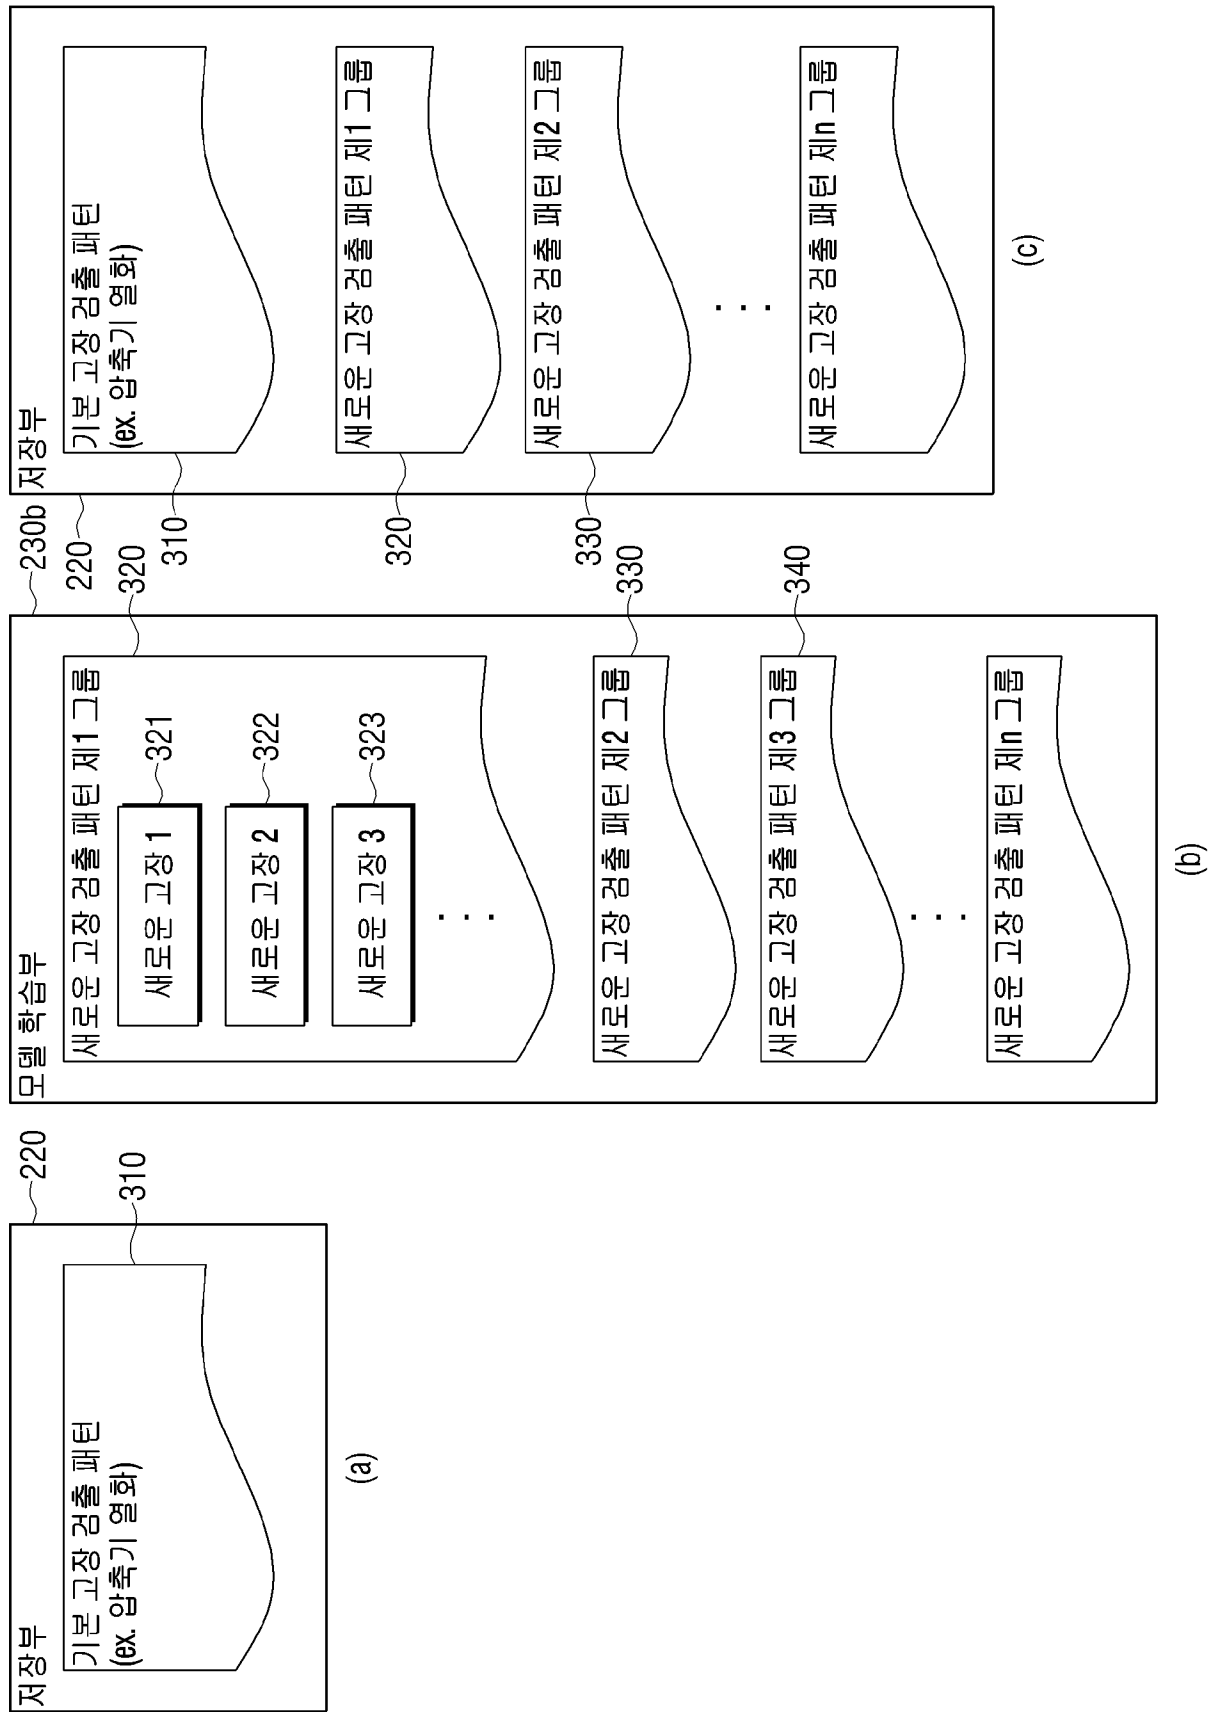 저장부
220
기본 고장 검출 패턴
(ex. 압축기 열화)
310
(a)
모델 학습부
230b
새로운 고장 검출 패턴 제1 그룹
320
새로운 고장 1
321
새로운 고장 2
322
새로운 고장 3
323
. . .
새로운 고장 검출 패턴 제2 그룹
330
새로운 고장 검출 패턴 제3 그룹
340
. . .
새로운 고장 검출 패턴 제n 그룹
(b)
저장부
220
기본 고장 검출 패턴
(ex. 압축기 열화)
310
새로운 고장 검출 패턴 제1 그룹
320
새로운 고장 검출 패턴 제2 그룹
330
. . .
새로운 고장 검출 패턴 제n 그룹
(c)